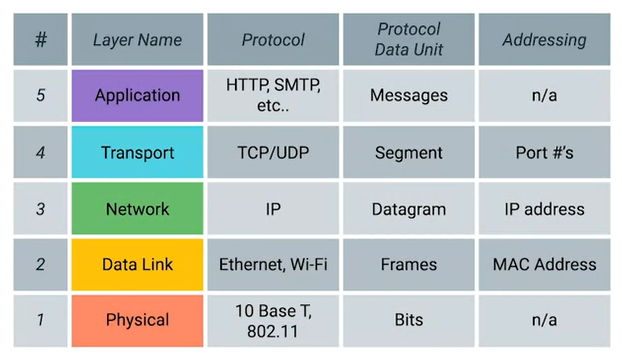 # Layer Name Protocol Protocol Data Unit Addressing
5 Application HTTP, SMTP, etc.. Messages n/a
4 Transport TCP/UDP Segment Port #'s
3 Network IP Datagram IP address
2 Data Link Ethernet, Wi-Fi Frames MAC Address
1 Physical 10 Base T, 802.11 Bits n/a